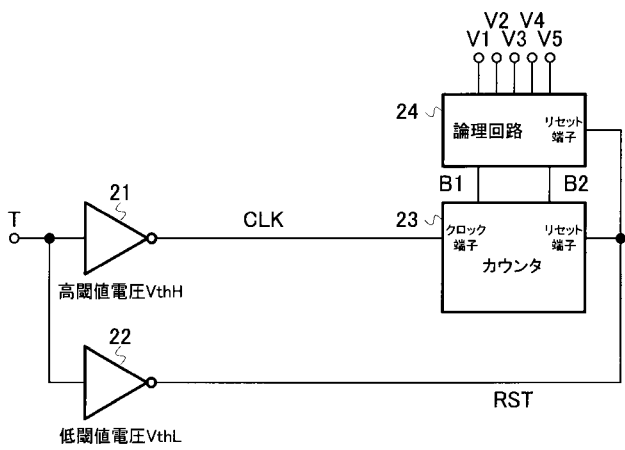 V2 V4
V1 V3 V5
24
論理回路
リセット
端子
B1
B2
21
T
CLK
23
クロック
端子
リセット
端子
カウンタ
高閾値電圧VthH
22
RST
低閾値電圧VthL